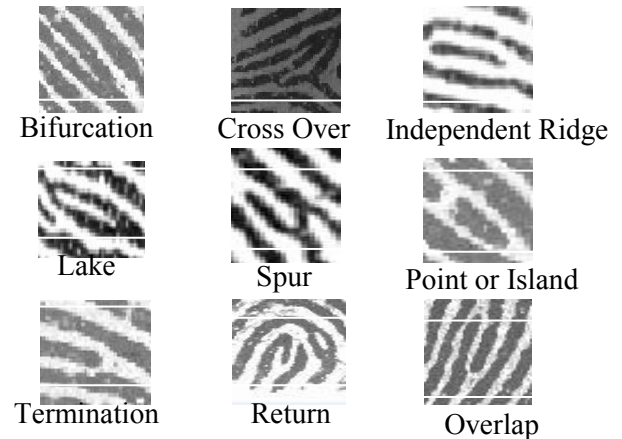 Bifurcation
Cross Over
Independent Ridge
Lake
Spur
Point or Island
Termination
Return
Overlap